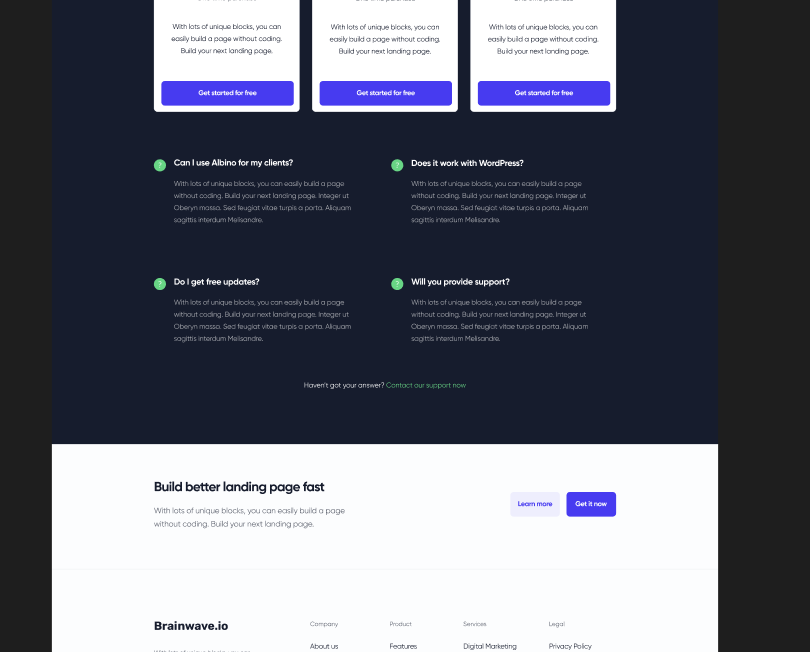 With lots of unique blocks, you can
easily build a page without coding.
Build your next landing page.
Get started for free
With lots of unique blocks, you can
easily build a page without coding.
Build your next landing page.
Get started for free
With lots of unique blocks, you can
easily build a page without coding.
Build your next landing page.
Get started for free
? Can I use Albino for my clients?
With lots of unique blocks, you can easily build a page
without coding. Build your next landing page. Integer ut
Oberyn massa. Sed feugiat vitae turpis a porta. Aliquam
sagittis interdum Melisandre.
? Does it work with WordPress?
With lots of unique blocks, you can easily build a page
without coding. Build your next landing page. Integer ut
Oberyn massa. Sed feugiat vitae turpis a porta. Aliquam
sagittis interdum Melisandre.
? Do I get free updates?
With lots of unique blocks, you can easily build a page
without coding. Build your next landing page. Integer ut
Oberyn massa. Sed feugiat vitae turpis a porta. Aliquam
sagittis interdum Melisandre.
? Will you provide support?
With lots of unique blocks, you can easily build a page
without coding. Build your next landing page. Integer ut
Oberyn massa. Sed feugiat vitae turpis a porta. Aliquam
sagittis interdum Melisandre.
Haven't got your answer? Contact our support now
Build better landing page fast
With lots of unique blocks, you can easily build a page
without coding. Build your next landing page.
Learn more
Get it now
Brainwave.io
Company
About us
Product
Features
Services
Digital Marketing
Legal
Privacy Policy